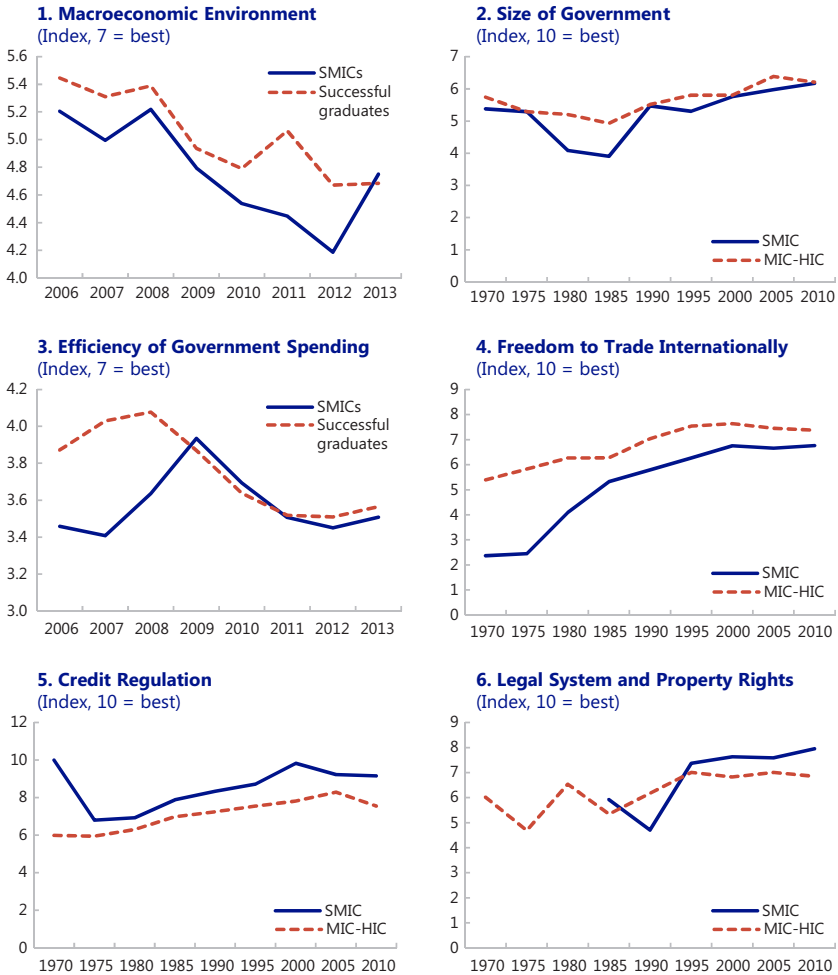 1. Macroeconomic Environment
(Index, 7 = best)
5.6
5.4
5.2
5.0
4.8
4.6
4.4
4.2
4.0
SMICs
Successful
graduates
2006 2007 2008 2009 2010 2011 2012 2013
2. Size of Government
(Index, 10 = best)
7
6
5
4
3
2
1
0
SMIC
MIC-HIC
1970 1975 1980 1985 1990 1995 2000 2005 2010
3. Efficiency of Government Spending
(Index, 7 = best)
4.2
4.0
3.8
3.6
3.4
3.2
3.0
SMICs
Successful
graduates
2006 2007 2008 2009 2010 2011 2012 2013
4. Freedom to Trade Internationally
(Index, 10 = best)
9
8
7
6
5
4
3
2
1
0
SMIC
MIC-HIC
1970 1975 1980 1985 1990 1995 2000 2005 2010
5. Credit Regulation
(Index, 10 = best)
12
10
8
6
4
2
0
SMIC
MIC-HIC
1970 1975 1980 1985 1990 1995 2000 2005 2010
6. Legal System and Property Rights
(Index, 10 = best)
9
8
7
6
5
4
3
2
1
0
SMIC
MIC-HIC
1970 1975 1980 1985 1990 1995 2000 2005 2010